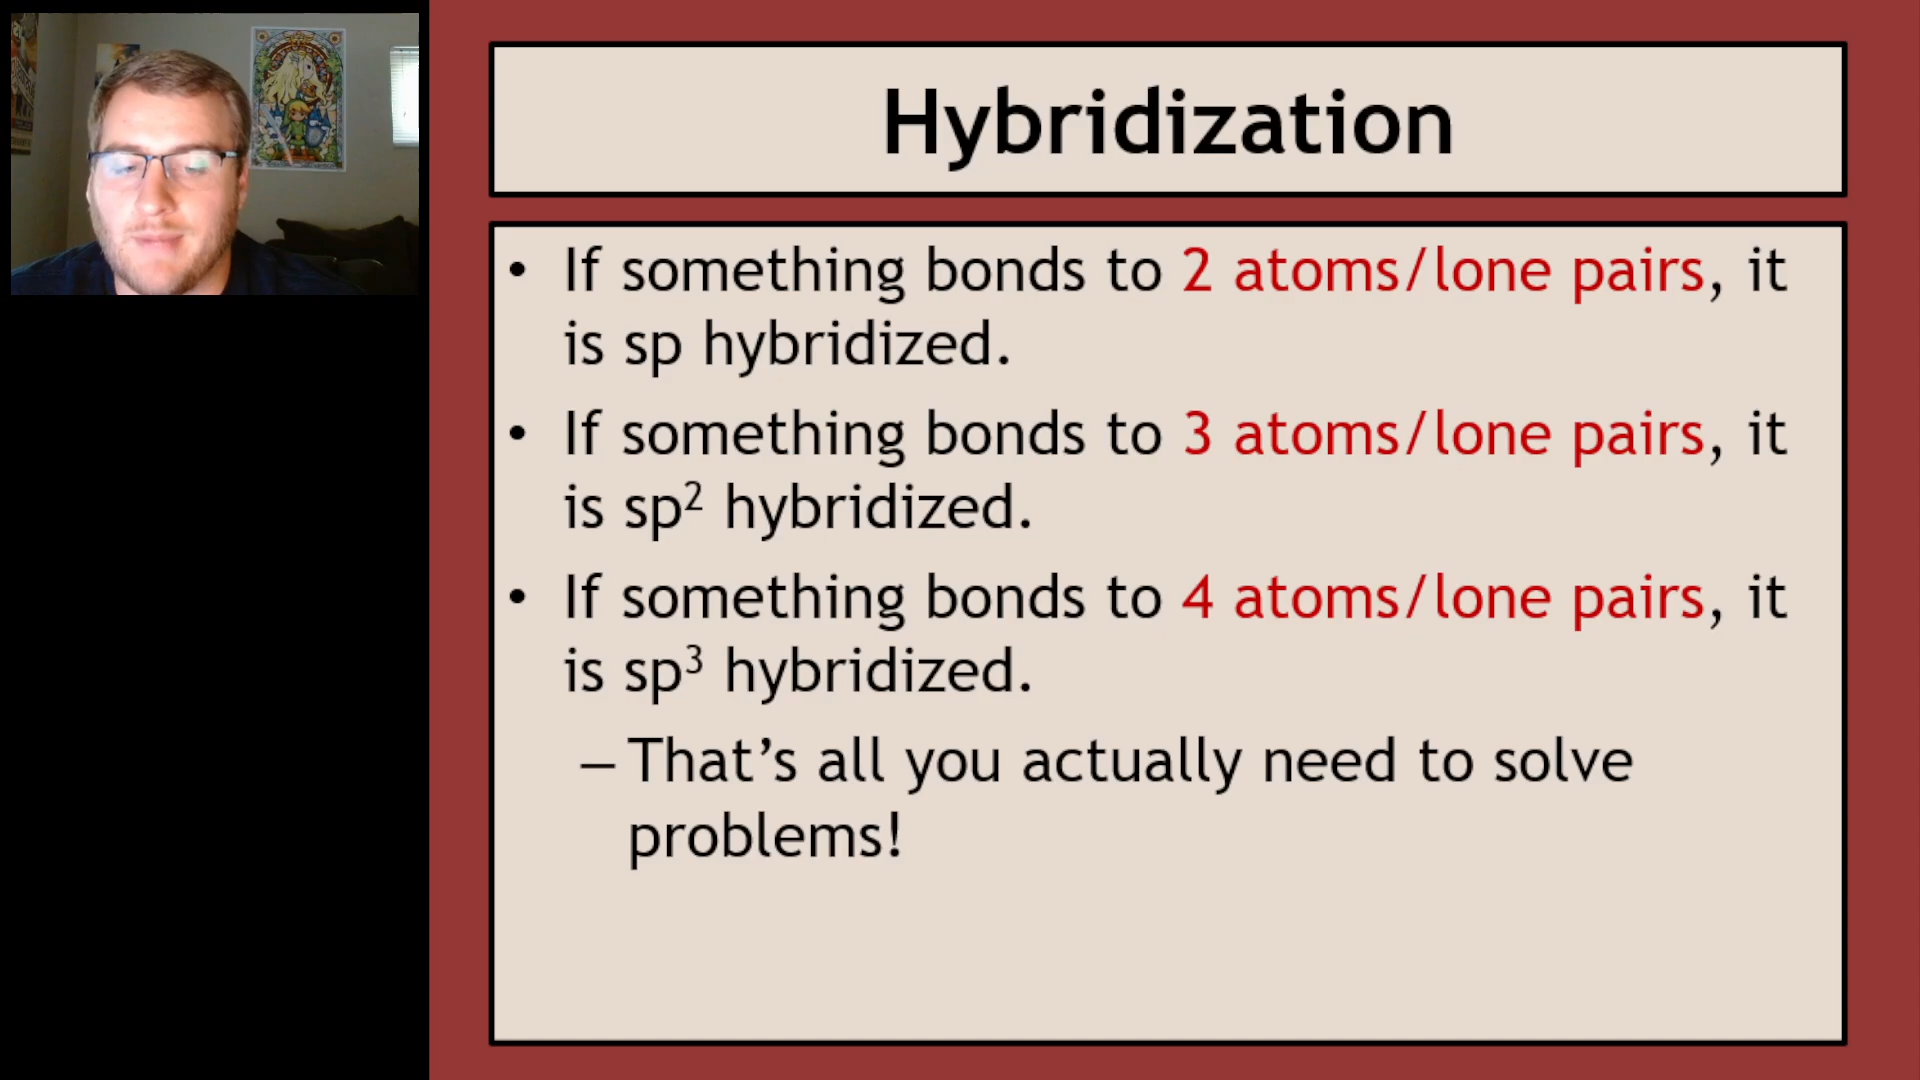 Hybridization
• If something bonds to 2 atoms/lone pairs, it
is sp hybridized.
• If something bonds to 3 atoms/lone pairs, it
is sp² hybridized.
• If something bonds to 4 atoms/lone pairs, it
is sp³ hybridized.
– That’s all you actually need to solve
problems!